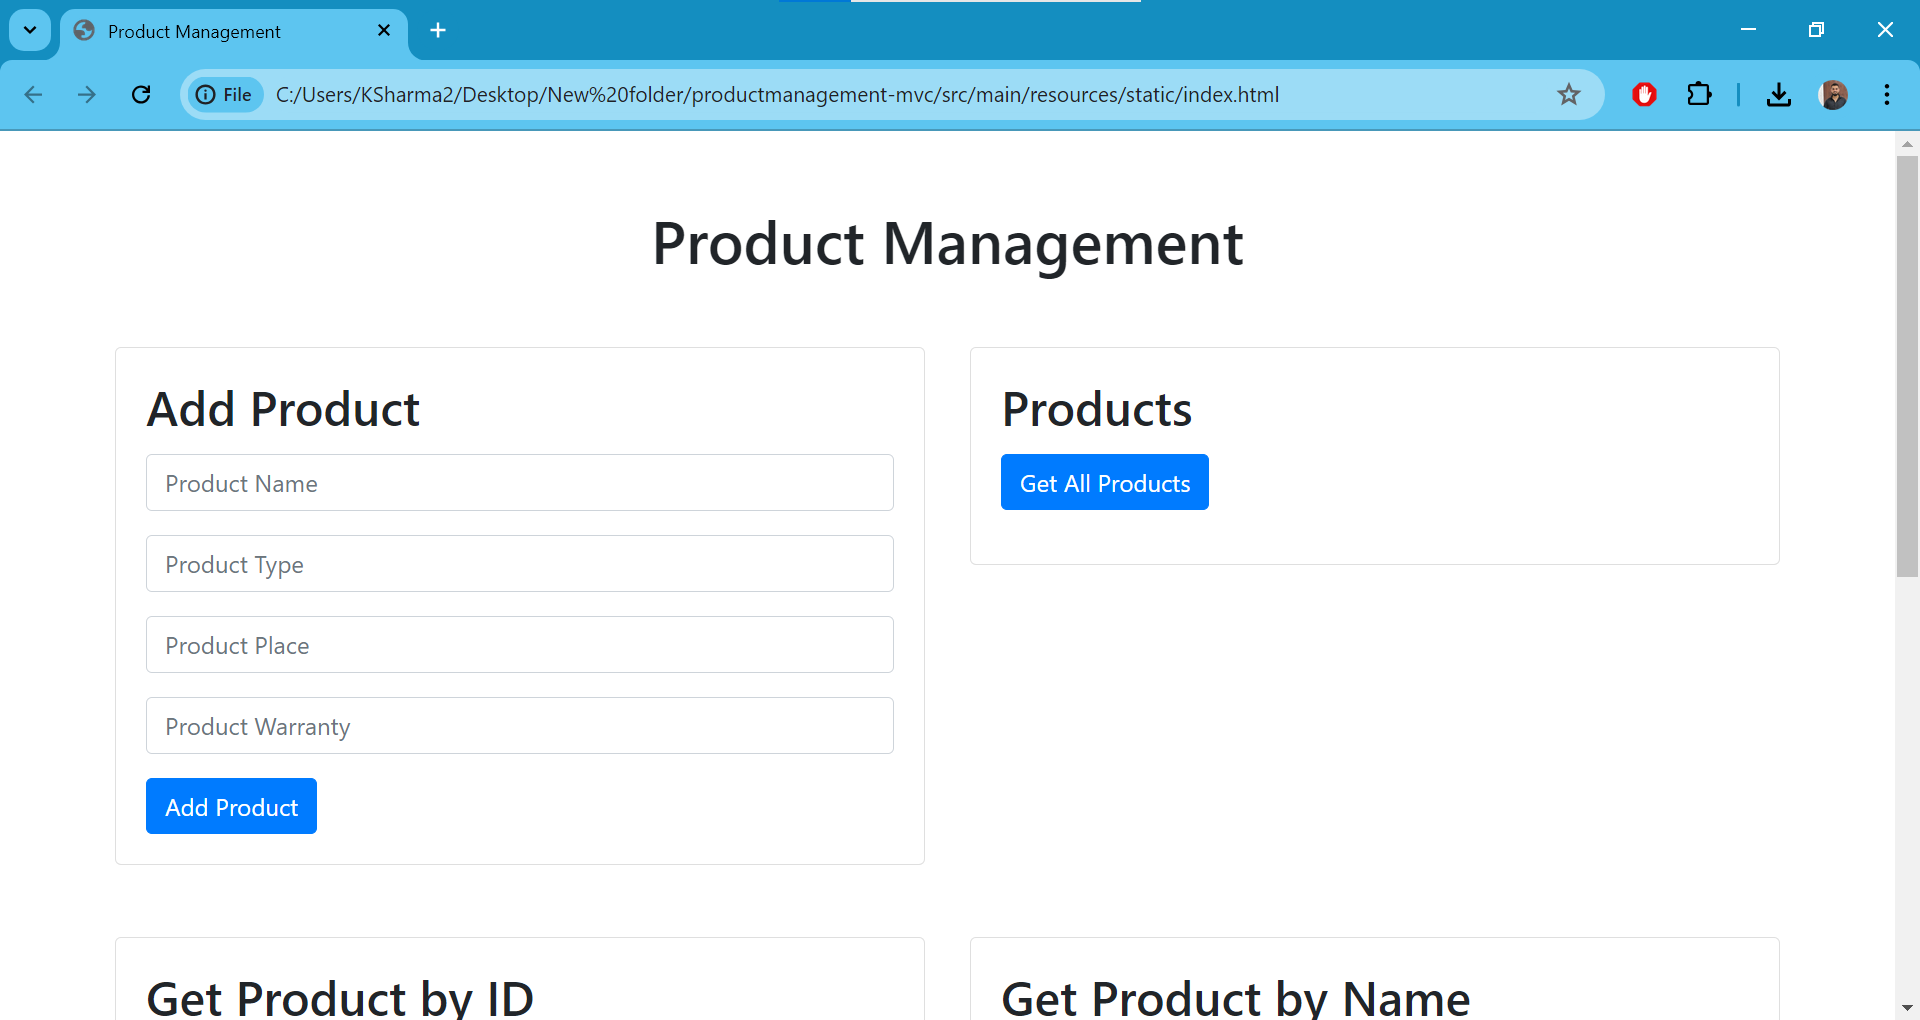 Product Management
File
C:/Users/KSharma2/Desktop/New%20folder/productmanagement-mvc/src/main/resources/static/index.html
Product Management
Add Product
Product Name
Product Type
Product Place
Product Warranty
Add Product
Products
Get All Products
Get Product by ID
Get Product by Name